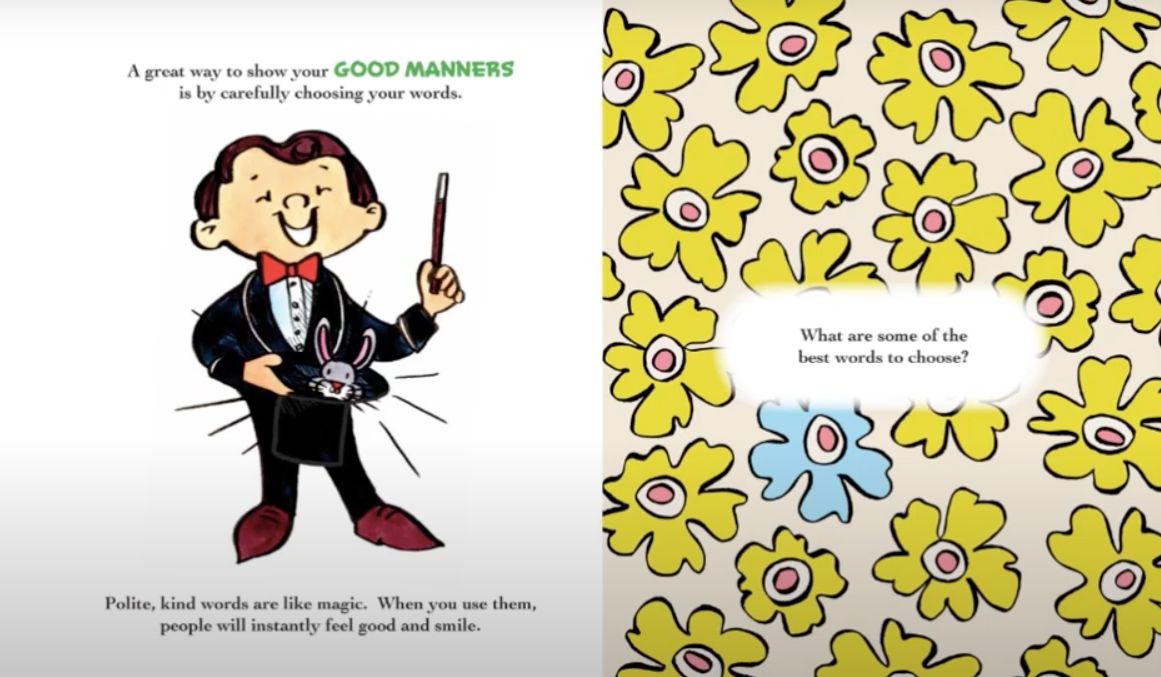 A great way to show your GOOD MANNERS
is by carefully choosing your words.
Polite, kind words are like magic. When you use them,
people will instantly feel good and smile.
What are some of the
best words to choose?